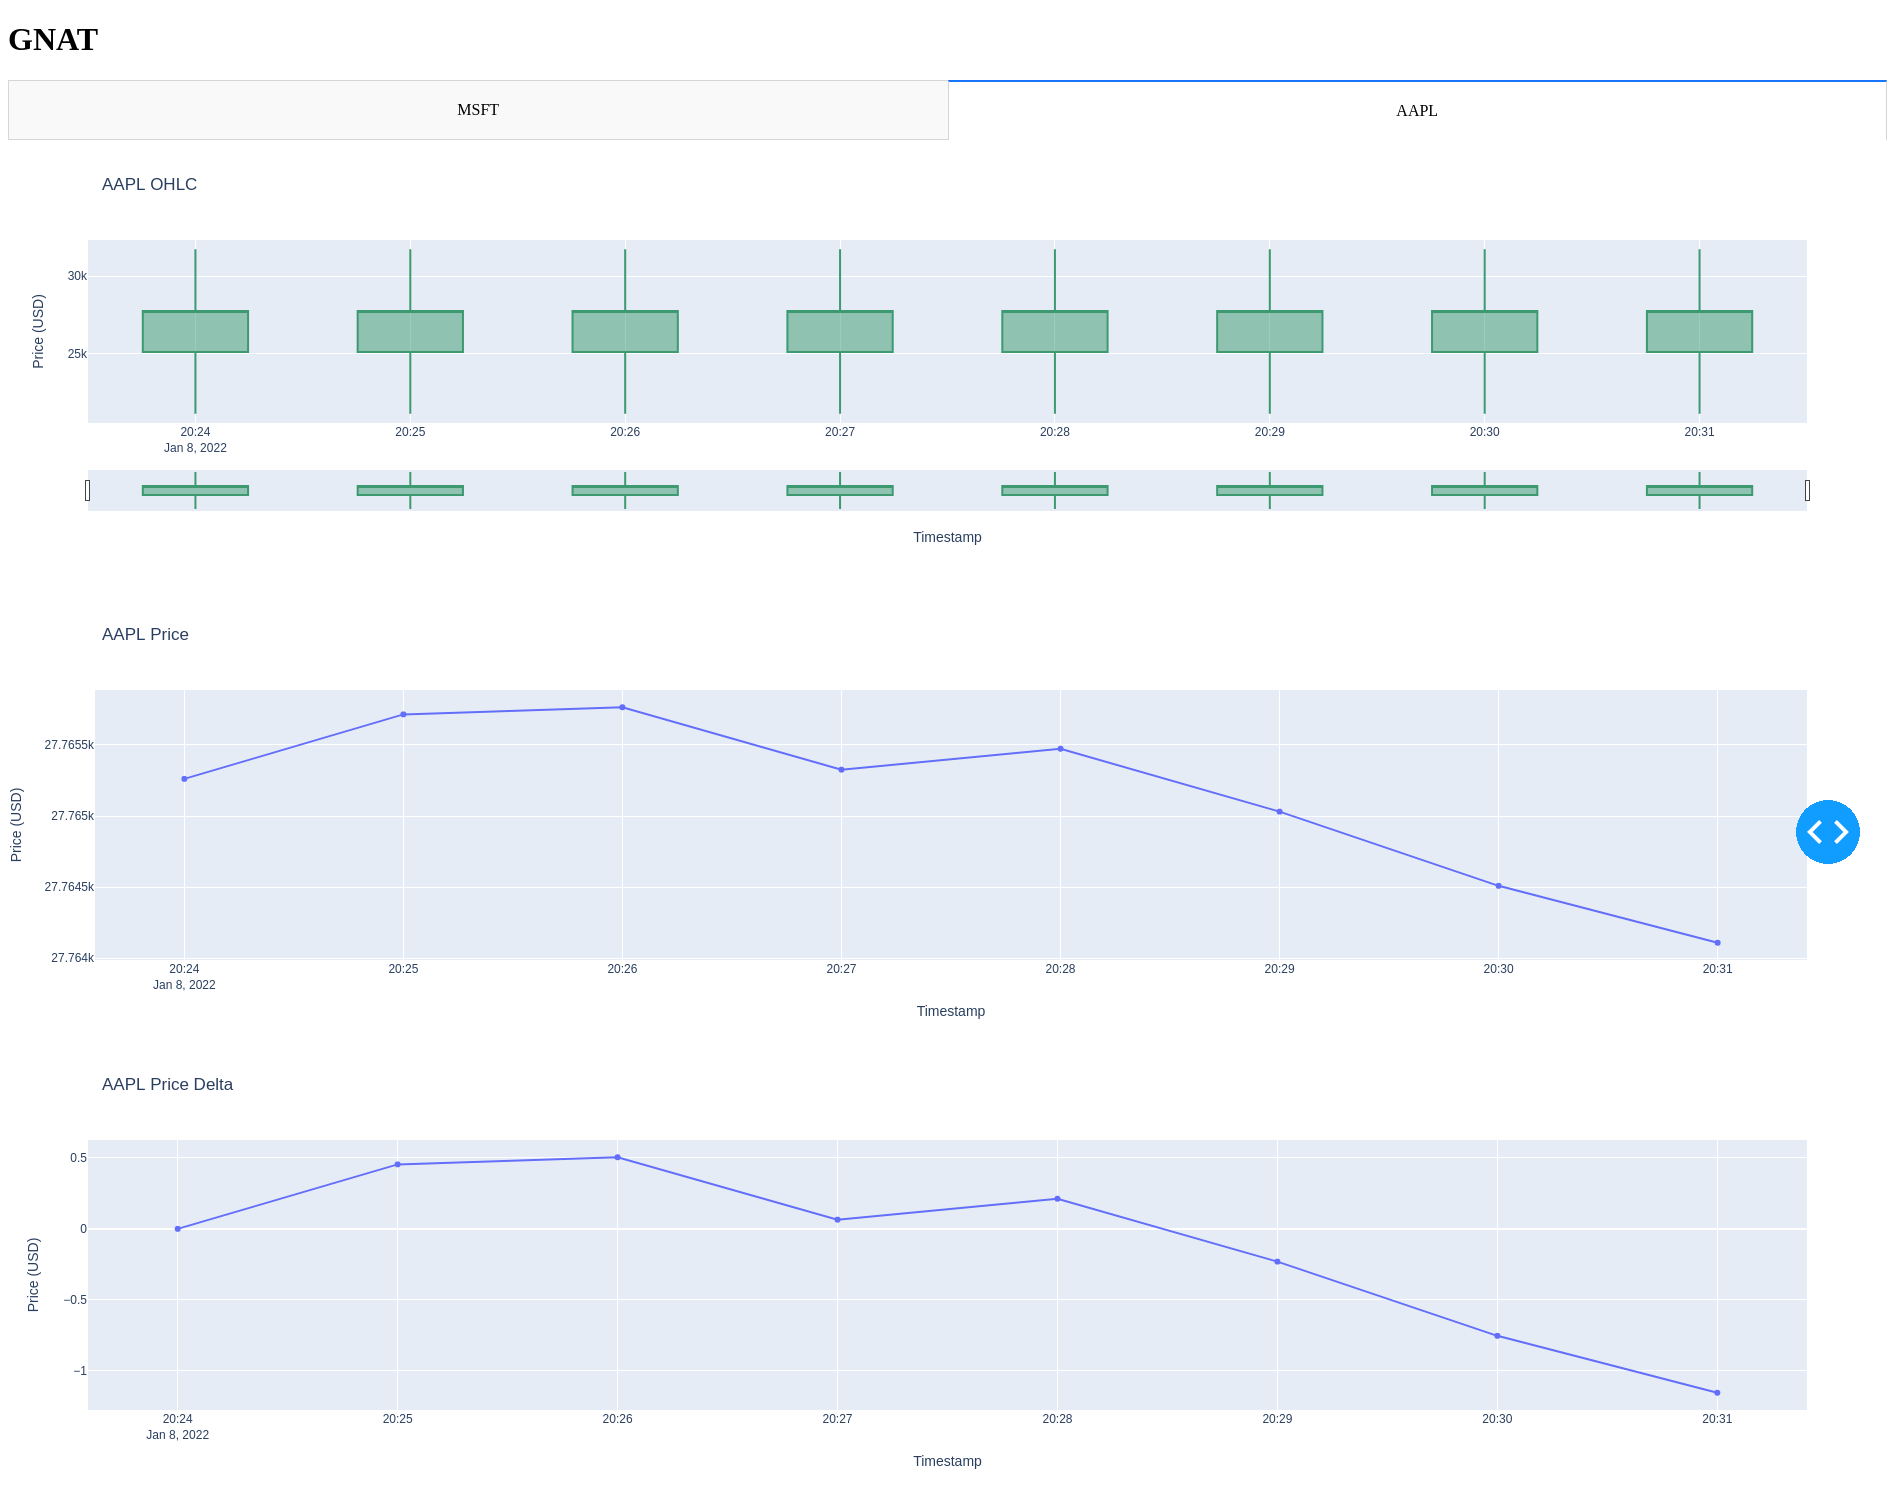 GNAT
MSFT
AAPL
AAPL OHLC
30k
25k
Price (USD)
20:24 20:25 20:26 20:27 20:28 20:29 20:30 20:31
Jan 8, 2022
Timestamp
AAPL Price
27.7655k
27.765k
27.7645k
27.764k
Price (USD)
20:24 20:25 20:26 20:27 20:28 20:29 20:30 20:31
Jan 8, 2022
Timestamp
AAPL Price Delta
0.5
0
−0.5
−1
Price (USD)
20:24 20:25 20:26 20:27 20:28 20:29 20:30 20:31
Jan 8, 2022
Timestamp